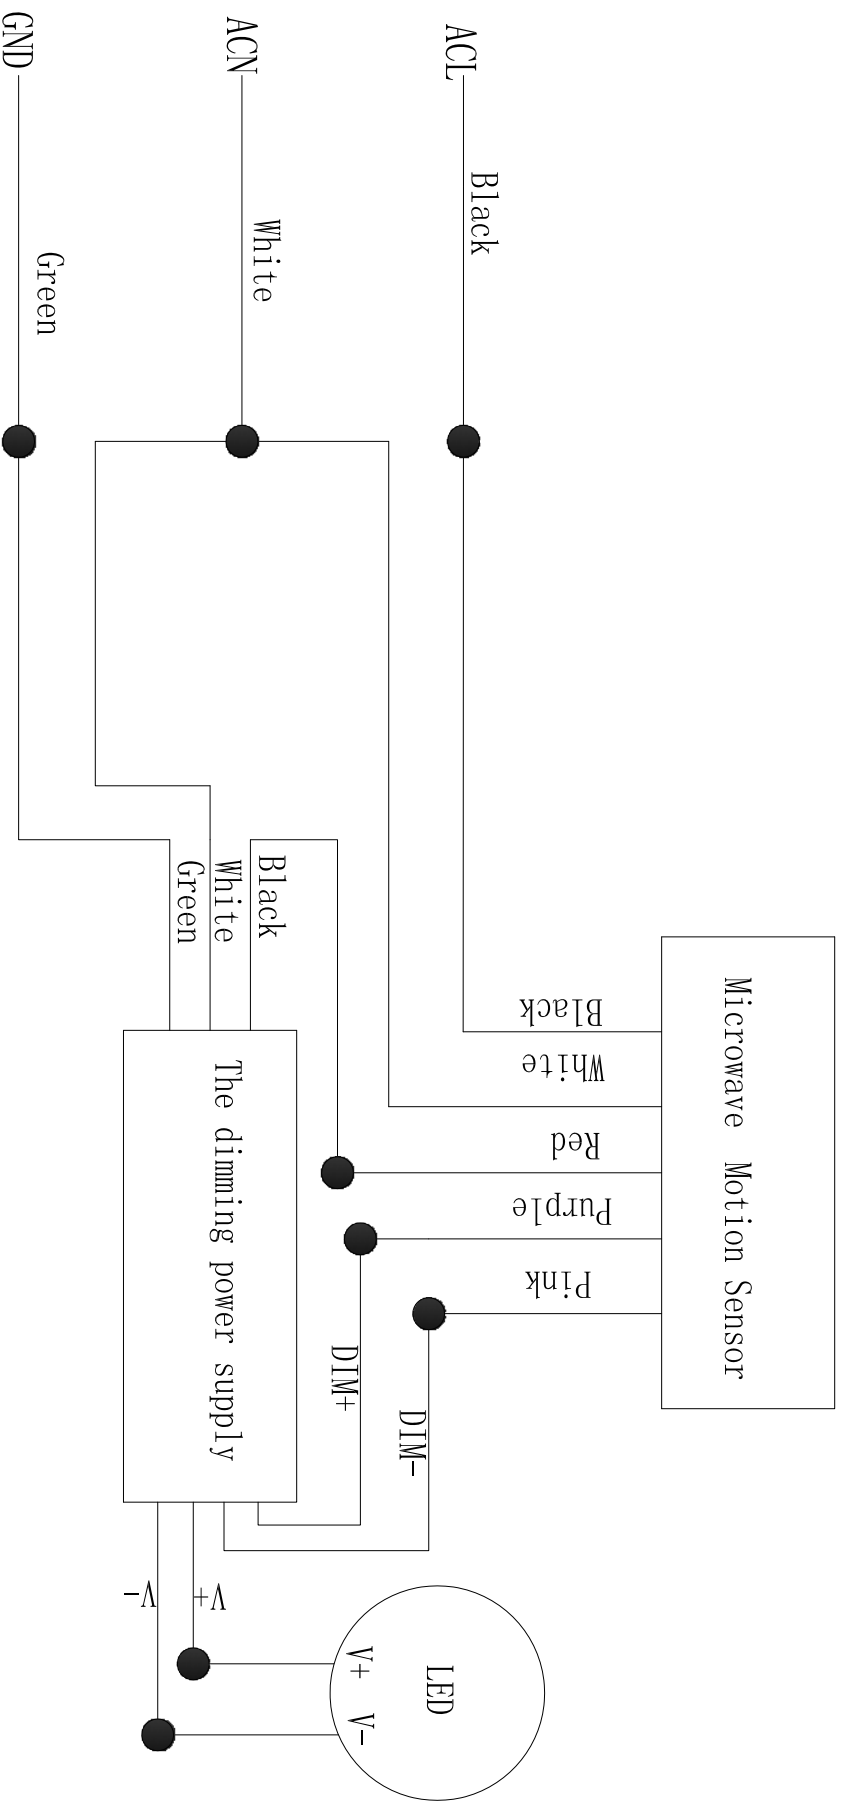 ACL
Black
ACN
White
GND
Green
Microwave Motion Sensor
Black
White
Red
Purple
Pink
Black
White
Green
The dimming power supply
DIM+
DIM-
V+
V-
LED
V+
V-